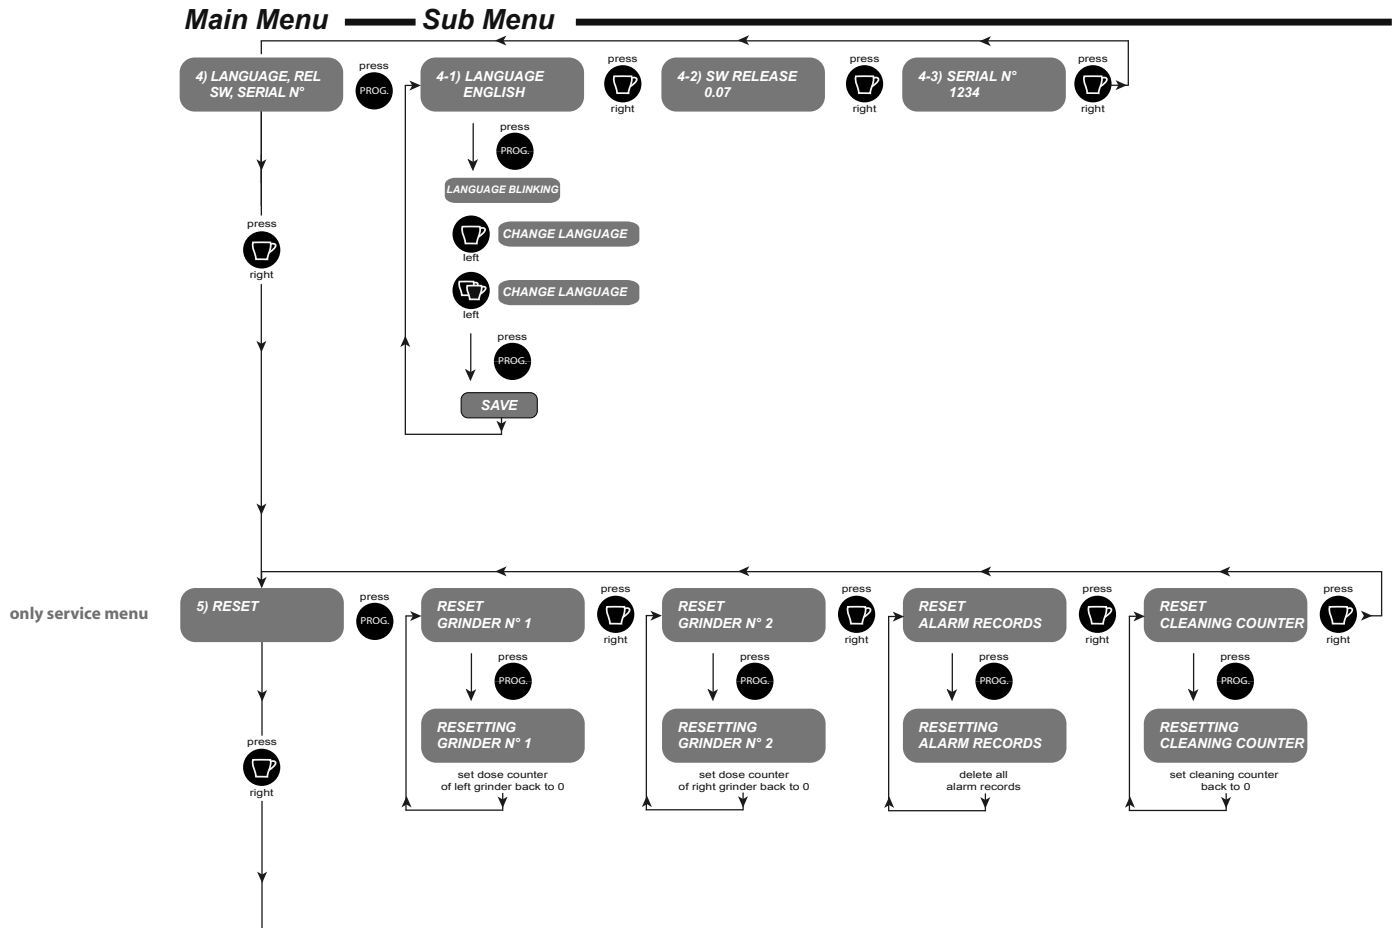 Main Menu
Sub Menu
4) LANGUAGE, REL
SW, SERIAL N°
press
PROG.
4-1) LANGUAGE
ENGLISH
press
right
4-2) SW RELEASE
0.07
press
right
4-3) SERIAL N°
1234
press
right
press
PROG.
LANGUAGE BLINKING
press
right
left
CHANGE LANGUAGE
left
CHANGE LANGUAGE
press
PROG.
SAVE
only service menu
5) RESET
press
PROG.
RESET
GRINDER N° 1
press
right
RESET
GRINDER N° 2
press
right
RESET
ALARM RECORDS
press
right
RESET
CLEANING COUNTER
press
right
press
PROG.
press
PROG.
press
PROG.
press
PROG.
press
right
RESETTING
GRINDER N° 1
set dose counter
of left grinder back to 0
RESETTING
GRINDER N° 2
set dose counter
of right grinder back to 0
RESETTING
ALARM RECORDS
delete all
alarm records
RESETTING
CLEANING COUNTER
set cleaning counter
back to 0